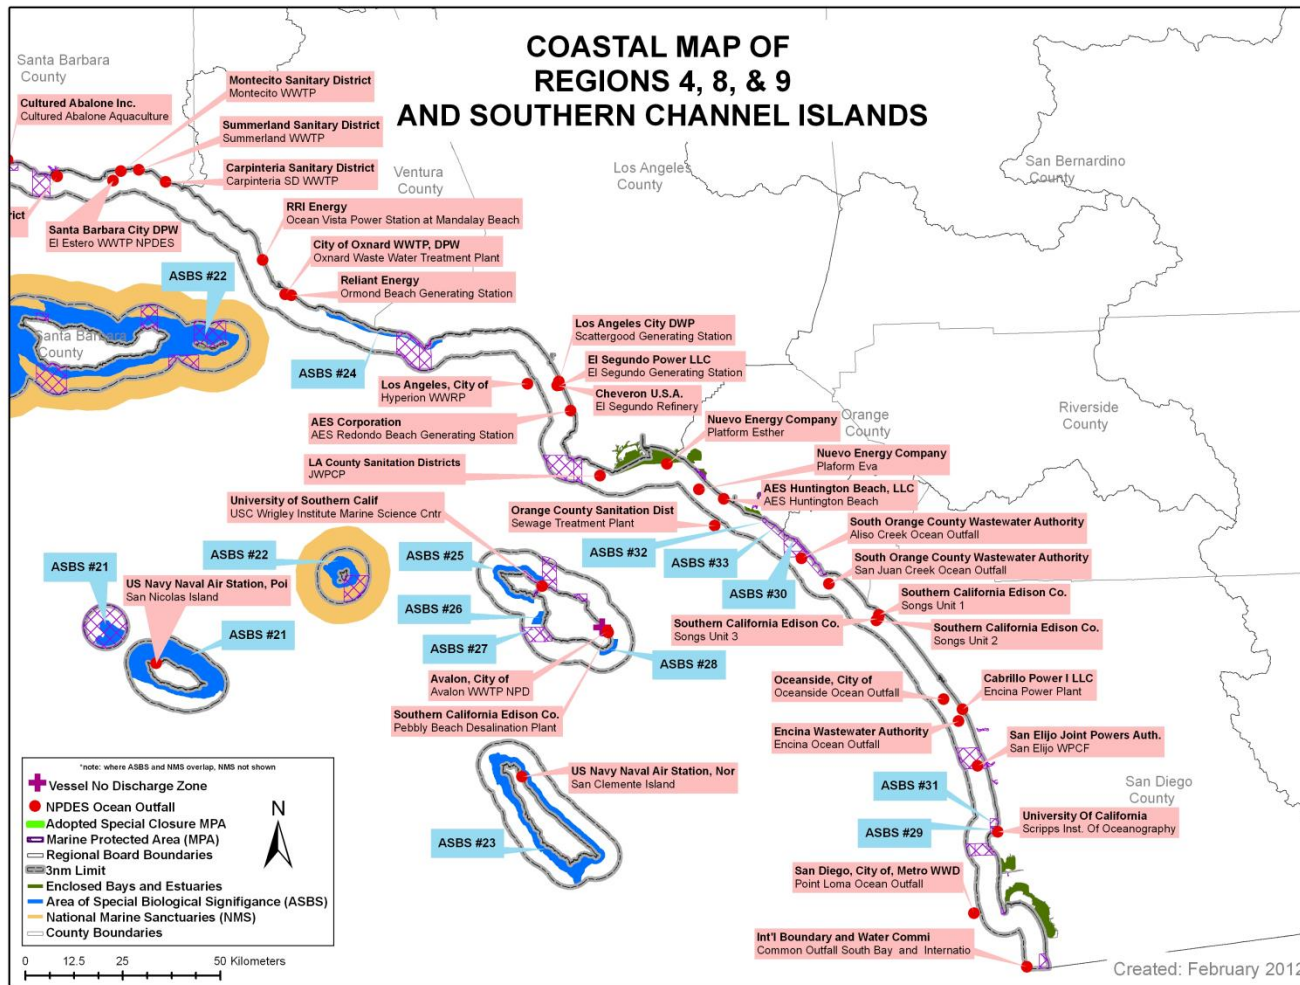 COASTAL MAP OF
REGIONS 4, 8, & 9
AND SOUTHERN CHANNEL ISLANDS
Santa Barbara
County
Cultured Abalone Inc.
Cultured Abalone Aquaculture
Montecito Sanitary District
Montecito WWTP
Summerland Sanitary District
Summerland WWTP
Carpinteria Sanitary District
Carpinteria SD WWTP
Ventura
County
Los Angeles
County
San Bernardino
County
rict
Santa Barbara City DPW
El Estero WWTP NPDES
RRI Energy
Ocean Vista Power Station at Mandalay Beach
City of Oxnard WWTP, DPW
Oxnard Waste Water Treatment Plant
Reliant Energy
Ormond Beach Generating Station
ASBS #22
Santa Barbara
County
ASBS #24
Los Angeles City DWP
Scattergood Generating Station
El Segundo Power LLC
El Segundo Generating Station
Los Angeles, City of
Hyperion WWRP
Cheveron U.S.A.
El Segundo Refinery
AES Corporation
AES Redondo Beach Generating Station
Nuevo Energy Company
Platform Esther
Orange
County
Riverside
County
Nuevo Energy Company
Plaform Eva
LA County Sanitation Districts
JWPCP
AES Huntington Beach, LLC
AES Huntington Beach
University of Southern Calif
USC Wrigley Institute Marine Science Cntr
Orange County Sanitation Dist
Sewage Treatment Plant
South Orange County Wastewater Authority
Aliso Creek Ocean Outfall
ASBS #22
ASBS #25
ASBS #32
ASBS #33
ASBS #30
South Orange County Wastewater Authority
San Juan Creek Ocean Outfall
ASBS #21
US Navy Naval Air Station, Poi
San Nicolas Island
ASBS #21
ASBS #26
ASBS #27
ASBS #28
Southern California Edison Co.
Songs Unit 1
Southern California Edison Co.
Songs Unit 3
Southern California Edison Co.
Songs Unit 2
Avalon, City of
Avalon WWTP NPD
Southern California Edison Co.
Pebbly Beach Desalination Plant
Oceanside, City of
Oceanside Ocean Outfall
Cabrillo Power I LLC
Encina Power Plant
Encina Wastewater Authority
Encina Ocean Outfall
San Elijo Joint Powers Auth.
San Elijo WPCF
US Navy Naval Air Station, Nor
San Clemente Island
ASBS #23
ASBS #31
San Diego
County
ASBS #29
University Of California
Scripps Inst. Of Oceanography
San Diego, City of, Metro WWD
Point Loma Ocean Outfall
Int'l Boundary and Water Commi
Common Outfall South Bay and Internatio
*note: where ASBS and NMS overlap, NMS not shown
Vessel No Discharge Zone
NPDES Ocean Outfall
Adopted Special Closure MPA
Marine Protected Area (MPA)
Regional Board Boundaries
3nm Limit
Enclosed Bays and Estuaries
Area of Special Biological Signifigance (ASBS)
National Marine Sanctuaries (NMS)
County Boundaries
N
0 12.5 25 50 Kilometers
Created: February 2012